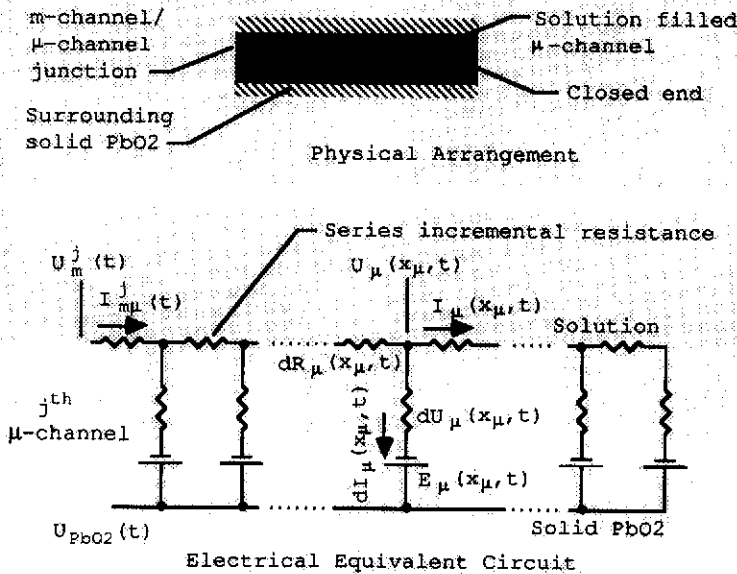 m-channel/
μ-channel
junction
Solution filled
μ-channel
Closed end
Surrounding
solid PbO2
Physical Arrangement
Series incremental resistance
U_m^j(t)
I_mμ^j(t)
U_μ(x_μ,t)
I_μ(x_μ,t)
Solution
dR_μ(x_μ,t)
j^th
μ-channel
dI_μ(x_μ,t)
dU_μ(x_μ,t)
E_μ(x_μ,t)
U_PbO2(t)
Solid PbO2
Electrical Equivalent Circuit